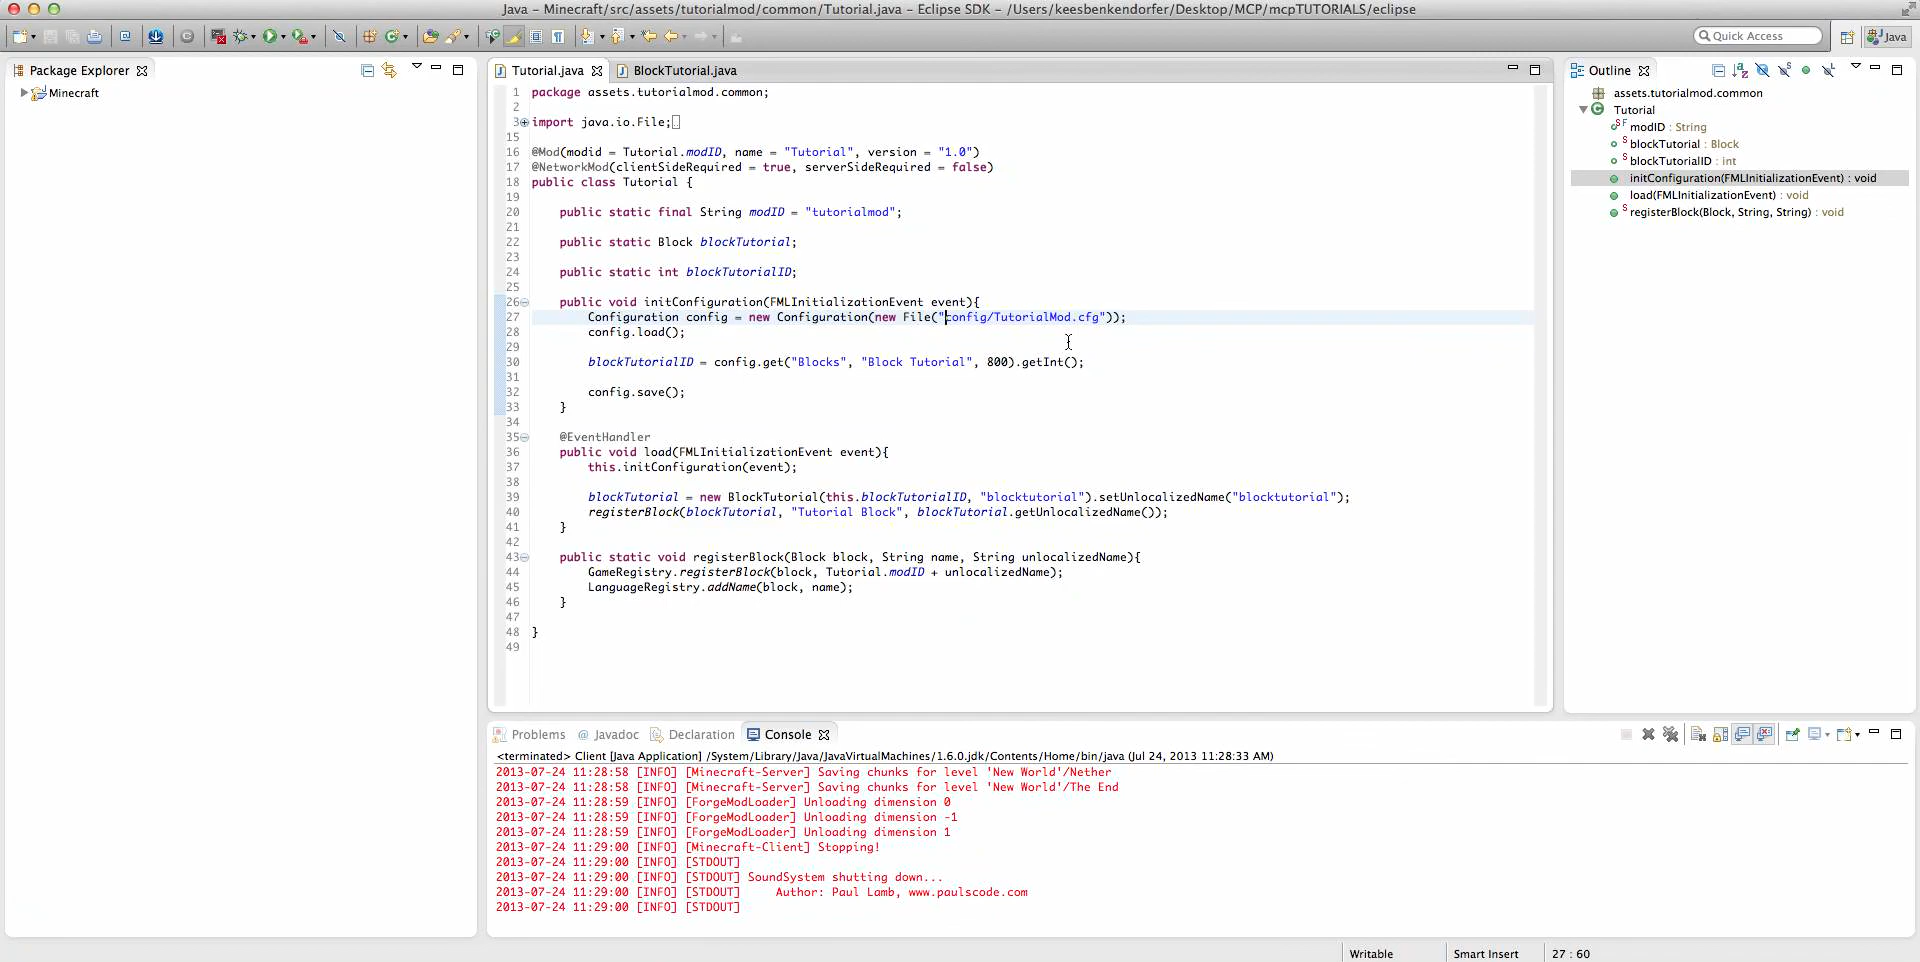 Java – Minecraft/src/assets/tutorialmod/common/Tutorial.java – Eclipse SDK – /Users/keesbenkendorfer/Desktop/MCP/mcpTUTORIALS/eclipse
Quick Access
Java
Package Explorer
Minecraft
Tutorial.java
BlockTutorial.java
1 package assets.tutorialmod.common;
2
3 import java.io.File;
15
16 @Mod(modid = Tutorial.modID, name = "Tutorial", version = "1.0")
17 @NetworkMod(clientSideRequired = true, serverSideRequired = false)
18 public class Tutorial {
19
20 public static final String modID = "tutorialmod";
21
22 public static Block blockTutorial;
23
24 public static int blockTutorialID;
25
26 public void initConfiguration(FMLInitializationEvent event){
27 Configuration config = new Configuration(new File("config/TutorialMod.cfg"));
28 config.load();
29
30 blockTutorialID = config.get("Blocks", "Block Tutorial", 800).getInt();
31
32 config.save();
33 }
34
35 @EventHandler
36 public void load(FMLInitializationEvent event){
37 this.initConfiguration(event);
38
39 blockTutorial = new BlockTutorial(this.blockTutorialID, "blocktutorial").setUnlocalizedName("blocktutorial");
40 registerBlock(blockTutorial, "Tutorial Block", blockTutorial.getUnlocalizedName());
41 }
42
43 public static void registerBlock(Block block, String name, String unlocalizedName){
44 GameRegistry.registerBlock(block, Tutorial.modID + unlocalizedName);
45 LanguageRegistry.addName(block, name);
46 }
47
48 }
49
Outline
assets.tutorialmod.common
Tutorial
modID : String
blockTutorial : Block
blockTutorialID : int
initConfiguration(FMLInitializationEvent) : void
load(FMLInitializationEvent) : void
registerBlock(Block, String, String) : void
Problems
@ Javadoc
Declaration
Console
<terminated> Client [Java Application] /System/Library/Java/JavaVirtualMachines/1.6.0.jdk/Contents/Home/bin/java (Jul 24, 2013 11:28:33 AM)
2013-07-24 11:28:58 [INFO] [Minecraft-Server] Saving chunks for level 'New World'/Nether
2013-07-24 11:28:58 [INFO] [Minecraft-Server] Saving chunks for level 'New World'/The End
2013-07-24 11:28:59 [INFO] [ForgeModLoader] Unloading dimension 0
2013-07-24 11:28:59 [INFO] [ForgeModLoader] Unloading dimension -1
2013-07-24 11:28:59 [INFO] [ForgeModLoader] Unloading dimension 1
2013-07-24 11:29:00 [INFO] [Minecraft-Client] Stopping!
2013-07-24 11:29:00 [INFO] [STDOUT]
2013-07-24 11:29:00 [INFO] [STDOUT] SoundSystem shutting down...
2013-07-24 11:29:00 [INFO] [STDOUT] Author: Paul Lamb, www.paulscode.com
2013-07-24 11:29:00 [INFO] [STDOUT]
Writable
Smart Insert
27 : 60